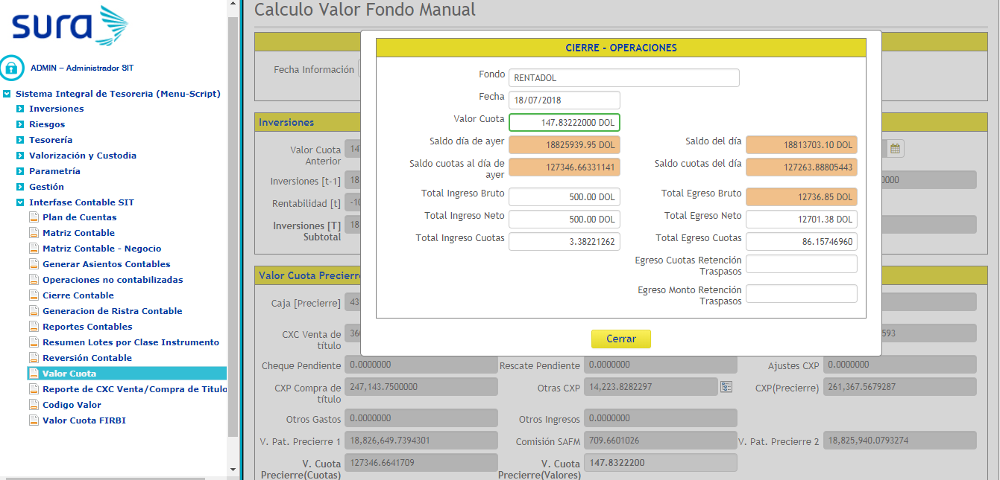 sura
Calculo Valor Fondo Manual
ADMIN – Administrador SIT
Sistema Integral de Tesoreria (Menu-Script)
Inversiones
Riesgos
Tesorería
Valorización y Custodia
Parametría
Gestión
Interfase Contable SIT
Plan de Cuentas
Matriz Contable
Matriz Contable - Negocio
Generar Asientos Contables
Operaciones no contabilizadas
Cierre Contable
Generacion de Ristra Contable
Reportes Contables
Resumen Lotes por Clase Instrumento
Reversión Contable
Valor Cuota
Reporte de CXC Venta/Compra de Titulo
Codigo Valor
Valor Cuota FIRBI
Fecha Información
Inversiones
Valor Cuota Anterior 14
Inversiones [t-1] 18
0000
Rentabilidad [t] -10
Inversiones [T] Subtotal 18
CIERRE - OPERACIONES
Fondo RENTADOL
Fecha 18/07/2018
Valor Cuota 147.83222000 DOL
Saldo día de ayer 18825939.95 DOL Saldo del día 18813703.10 DOL
Saldo cuotas al día de ayer 127346.66331141 Saldo cuotas del día 127263.88805443
Total Ingreso Bruto 500.00 DOL Total Egreso Bruto 12736.85 DOL
Total Ingreso Neto 500.00 DOL Total Egreso Neto 12701.38 DOL
Total Ingreso Cuotas 3.38221262 Total Egreso Cuotas 86.15746960
Egreso Cuotas Retención Traspasos
Egreso Monto Retención Traspasos
Cerrar
Valor Cuota Precierre
Caja [Precierre] 43
CXC Venta de título 36
593
Cheque Pendiente 0.0000000 Rescate Pendiente 0.0000000 Ajustes CXP 0.0000000
CXP Compra de título 247,143.7500000 Otras CXP 14,223.8282297 CXP(Precierre) 261,367.5679287
Otros Gastos 0.0000000 Otros Ingresos 0.0000000
V. Pat. Precierre 1 18,826,649.7394301 Comisión SAFM 709.6601026 V. Pat. Precierre 2 18,825,940.0793274
V. Cuota Precierre(Cuotas) 127346.6641709 V. Cuota Precierre(Valores) 147.8322200